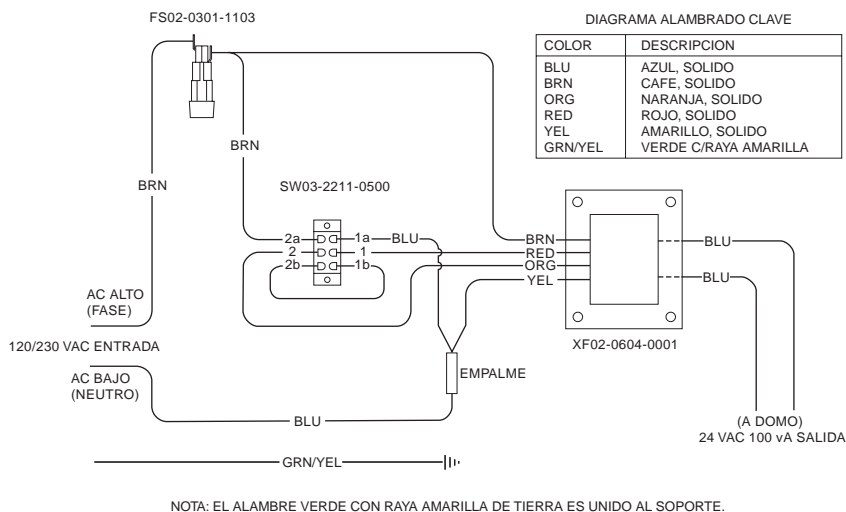 FS02-0301-1103
DIAGRAMA ALAMBRADO CLAVE
COLOR DESCRIPCION
BLU AZUL, SOLIDO
BRN CAFE, SOLIDO
ORG NARANJA, SOLIDO
RED ROJO, SOLIDO
YEL AMARILLO, SOLIDO
GRN/YEL VERDE C/RAYA AMARILLA
BRN
BRN
SW03-2211-0500
2a 1a BLU
2 1
2b 1b
BRN
RED
ORG
YEL
BLU
BLU
XF02-0604-0001
AC ALTO
(FASE)
120/230 VAC ENTRADA
AC BAJO
(NEUTRO)
EMPALME
BLU
(A DOMO)
24 VAC 100 vA SALIDA
GRN/YEL
NOTA: EL ALAMBRE VERDE CON RAYA AMARILLA DE TIERRA ES UNIDO AL SOPORTE.